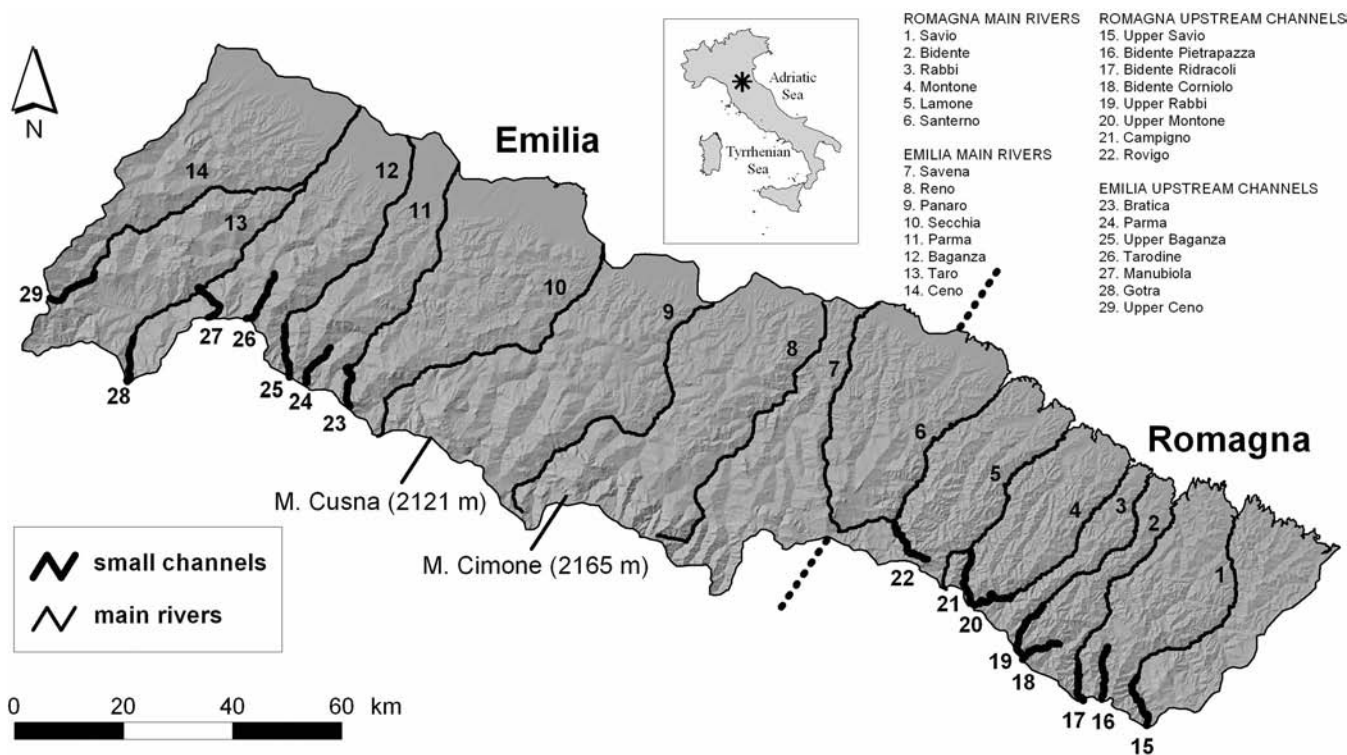 ROMAGNA MAIN RIVERS
1. Savio
2. Bidente
3. Rabbi
4. Montone
5. Lamone
6. Santerno
EMILIA MAIN RIVERS
7. Savena
8. Reno
9. Panaro
10. Secchia
11. Parma
12. Baganza
13. Taro
14. Ceno
ROMAGNA UPSTREAM CHANNELS
15. Upper Savio
16. Bidente Pietrapazza
17. Bidente Ridracoli
18. Bidente Corniolo
19. Upper Rabbi
20. Upper Montone
21. Campigno
22. Rovigo
EMILIA UPSTREAM CHANNELS
23. Bratica
24. Parma
25. Upper Baganza
26. Tarodine
27. Manubiola
28. Gotra
29. Upper Ceno
Adriatic
Sea
Tyrrhenian
Sea
N
Emilia
14
12
13
11
29
10
9
27
26
8
7
28
25
24
23
6
Romagna
5
4
3
2
M. Cusna (2121 m)
M. Cimone (2165 m)
22
21
20
1
19
18
17
16
15
small channels
main rivers
0 20 40 60 km